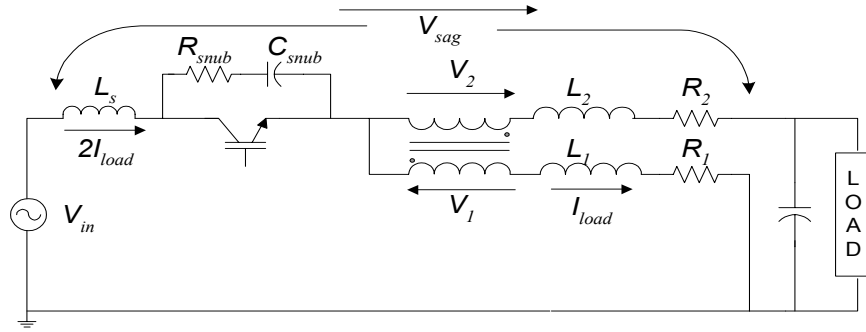 V_sag
R_snub
C_snub
L_s
V_2
L_2
R_2
2I_load
L_1
R_1
V_in
V_1
I_load
L
O
A
D